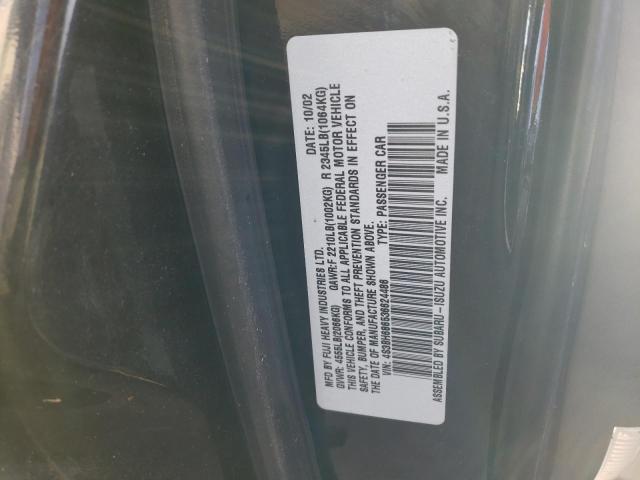 MFD BY FUJI HEAVY INDUSTRIES LTD. DATE: 10/02
GVWR: 4555LB(2066KG) GAWR:F 2210LB(1002KG) R 2345LB(1064KG)
THIS VEHICLE CONFORMS TO ALL APPLICABLE FEDERAL MOTOR VEHICLE
SAFETY, BUMPER, AND THEFT PREVENTION STANDARDS IN EFFECT ON
THE DATE OF MANUFACTURE SHOWN ABOVE.
VIN: 4S3BH686536624486 TYPE: PASSENGER CAR
ASSEMBLED BY SUBARU-ISUZU AUTOMOTIVE INC. MADE IN U.S.A.